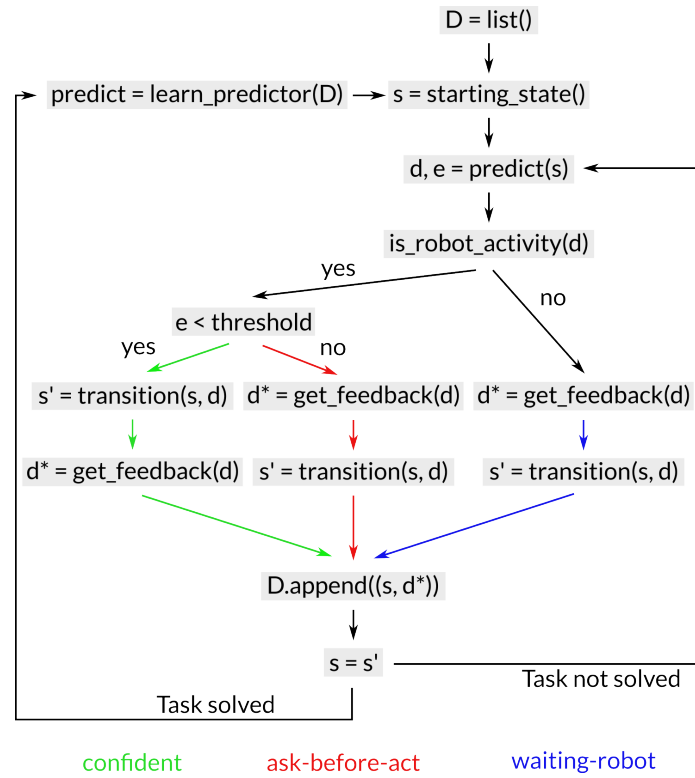 D = list()
predict = learn_predictor(D)
s = starting_state()
d, e = predict(s)
is_robot_activity(d)
yes
no
e < threshold
yes
no
s' = transition(s, d)
d* = get_feedback(d)
d* = get_feedback(d)
d* = get_feedback(d)
s' = transition(s, d)
s' = transition(s, d)
D.append((s, d*))
s = s'
Task not solved
Task solved
confident
ask-before-act
waiting-robot